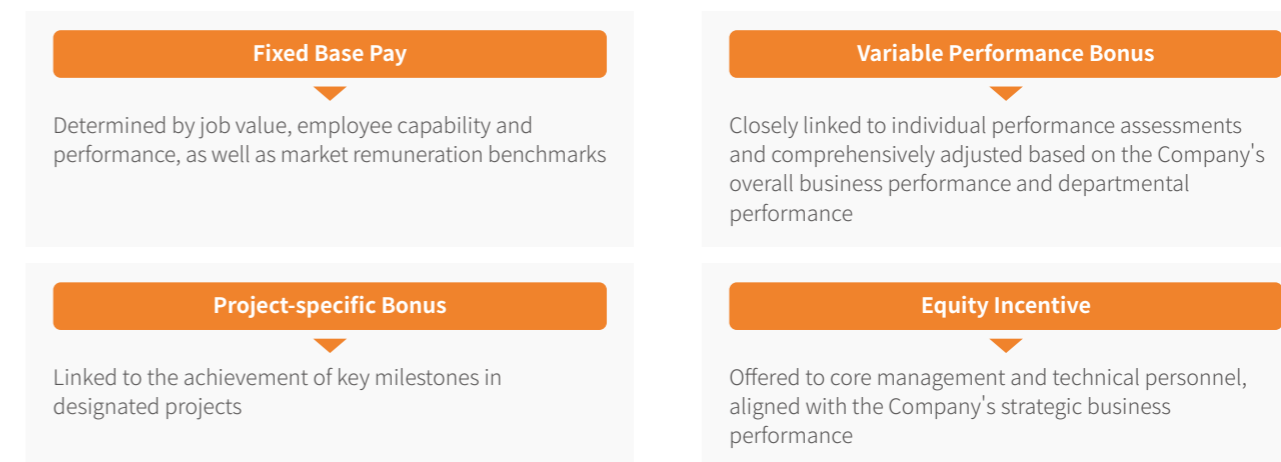 Fixed Base Pay
Determined by job value, employee capability and
performance, as well as market remuneration benchmarks
Variable Performance Bonus
Closely linked to individual performance assessments
and comprehensively adjusted based on the Company's
overall business performance and departmental
performance
Project-specific Bonus
Linked to the achievement of key milestones in
designated projects
Equity Incentive
Offered to core management and technical personnel,
aligned with the Company's strategic business
performance